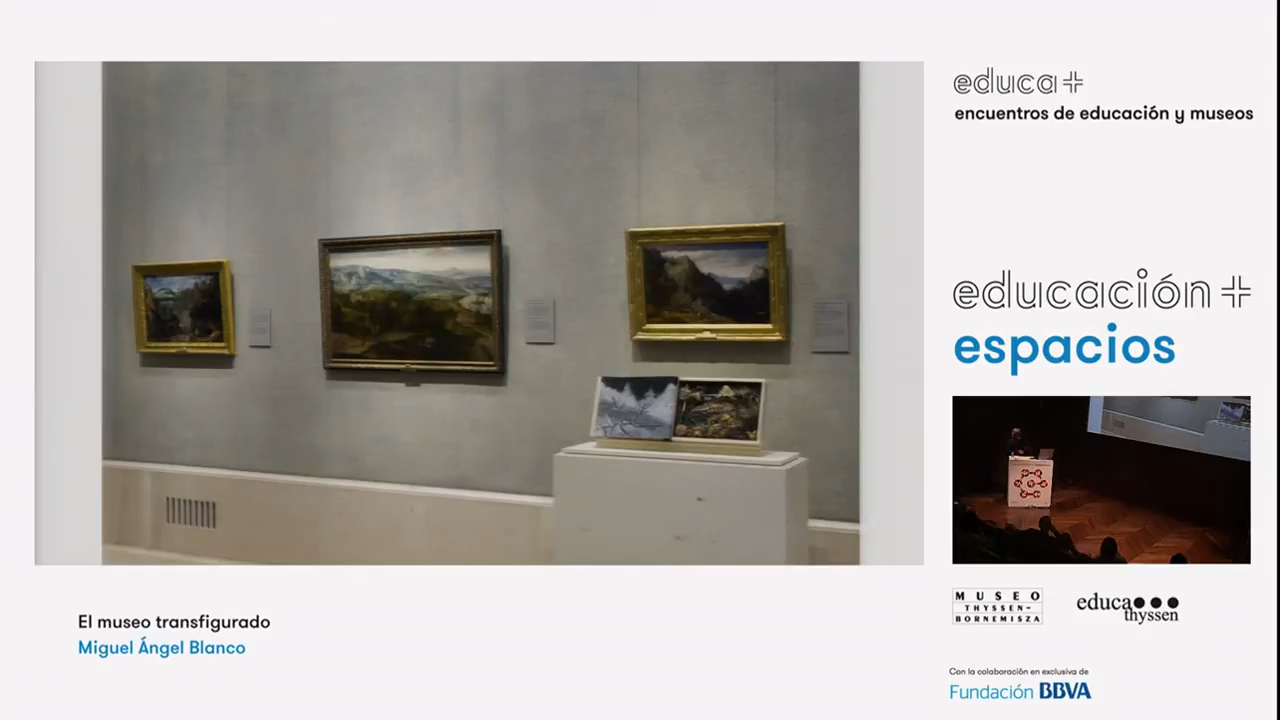 educa+
encuentros de educación y museos
educación+
espacios
MUSEO
THYSSEN-
BORNEMISZA
educa
thyssen
El museo transfigurado
Miguel Ángel Blanco
Con la colaboración en exclusiva de
Fundación BBVA